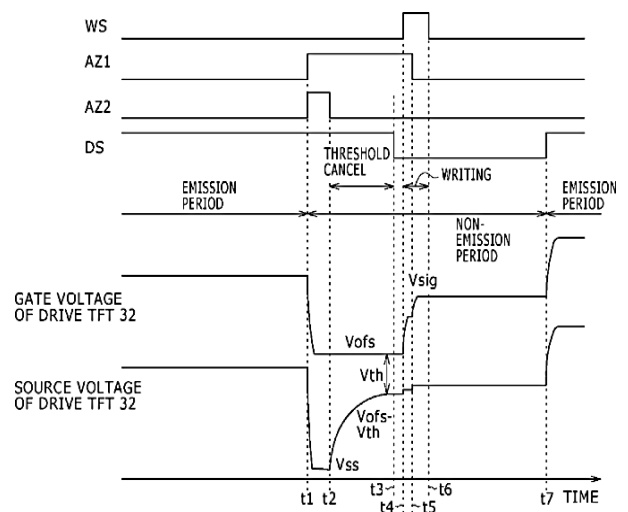 WS
AZ1
AZ2
DS
THRESHOLD
CANCEL
WRITING
EMISSION
PERIOD
EMISSION
PERIOD
NON-
EMISSION
PERIOD
Vsig
GATE VOLTAGE
OF DRIVE TFT 32
Vofs
Vth
SOURCE VOLTAGE
OF DRIVE TFT 32
Vofs-
Vth
Vss
t1 t2 t3 t6 t7 TIME
t4 t5